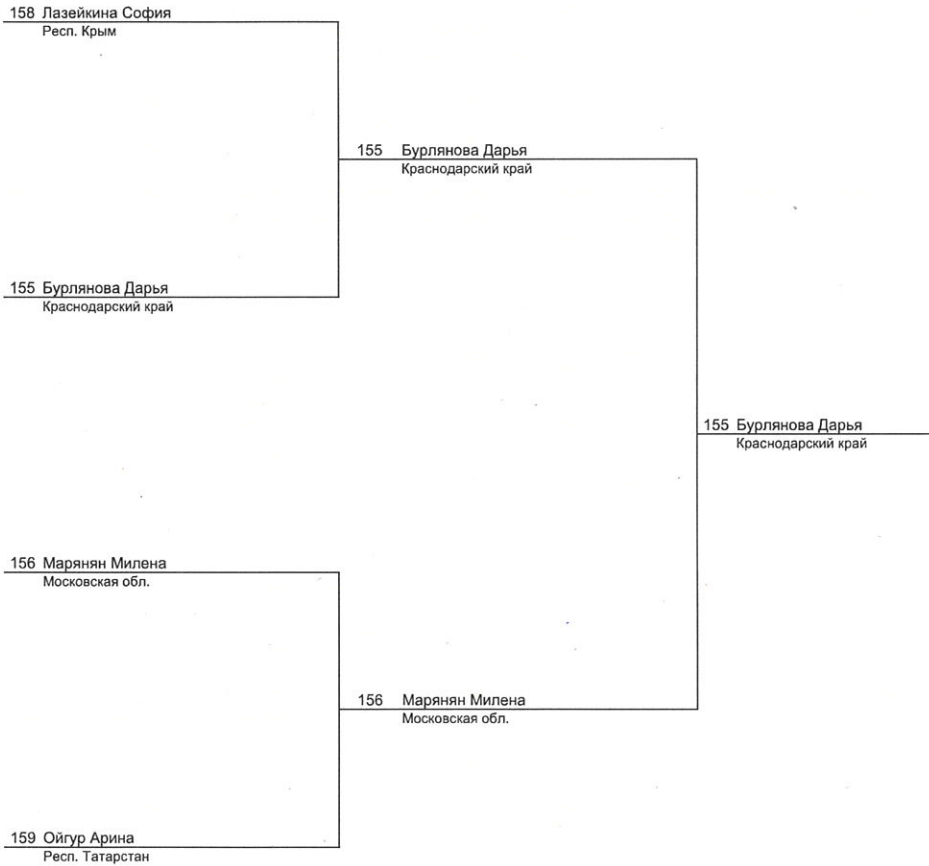 158 Лазейкина София
Респ. Крым
155 Бурлянова Дарья
Краснодарский край
155 Бурлянова Дарья
Краснодарский край
155 Бурлянова Дарья
Краснодарский край
156 Марянян Милена
Московская обл.
156 Марянян Милена
Московская обл.
159 Ойгур Арина
Респ. Татарстан